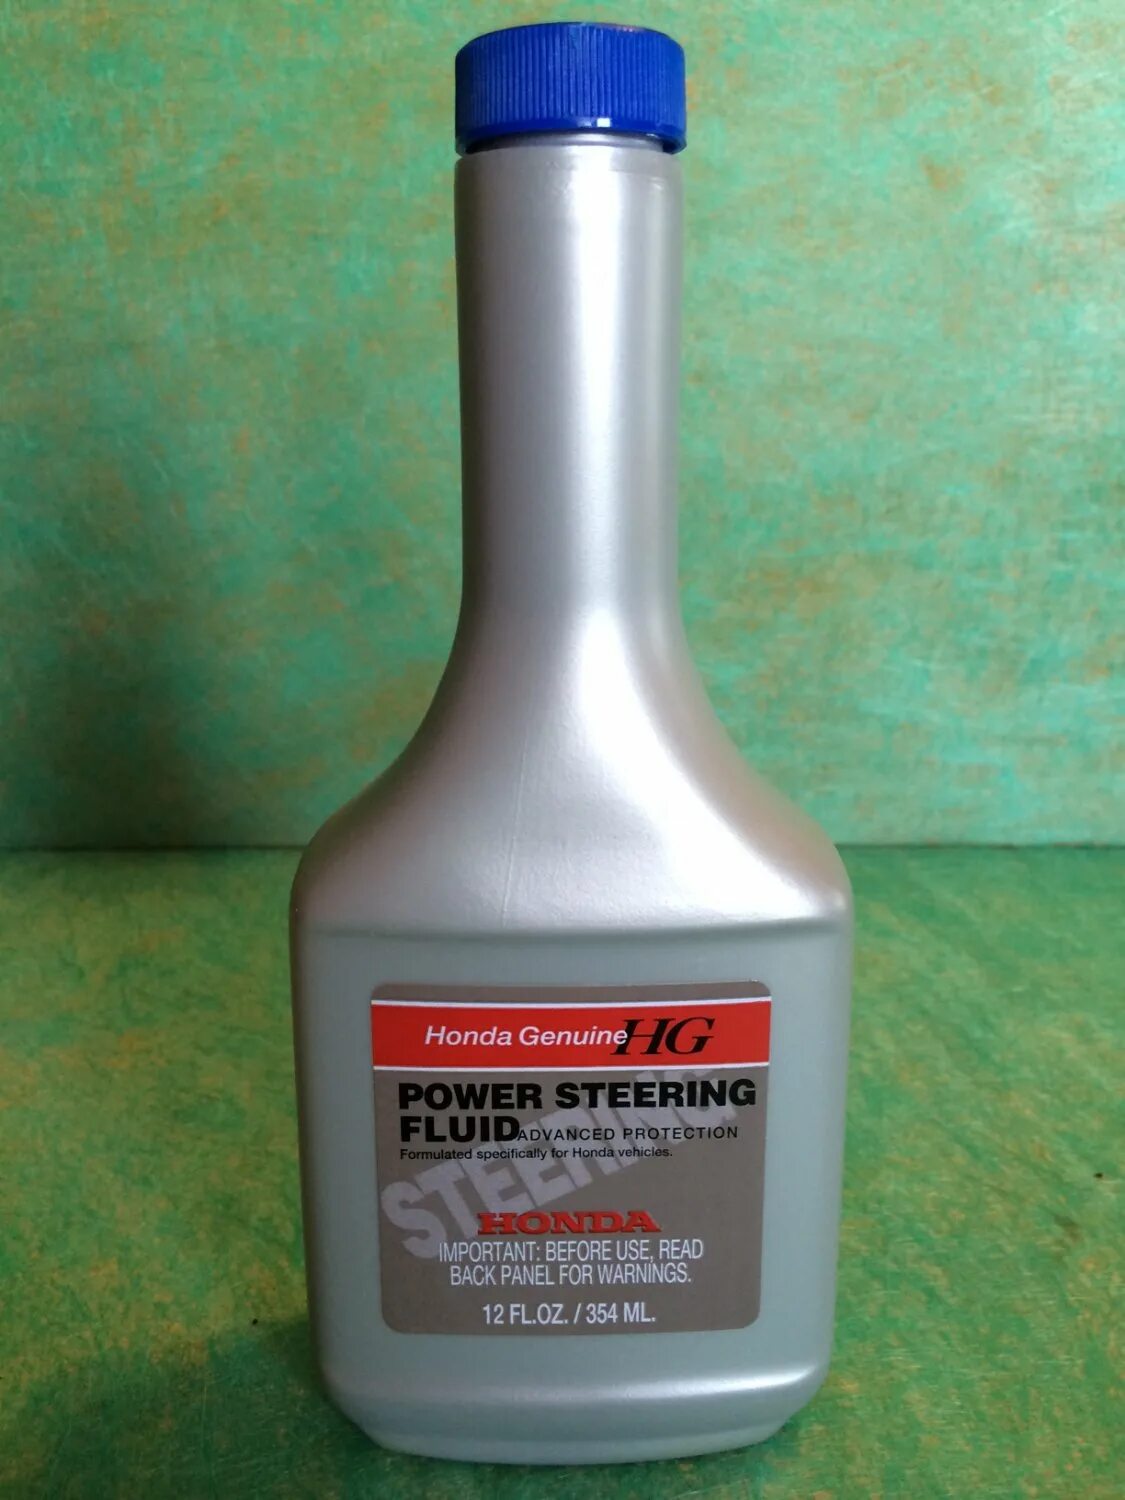 Honda Genuine HG
POWER STEERING
FLUID ADVANCED PROTECTION
Formulated specifically for Honda vehicles.
STEERING
HONDA
IMPORTANT: BEFORE USE, READ
BACK PANEL FOR WARNINGS.
12 FL.OZ. / 354 ML.